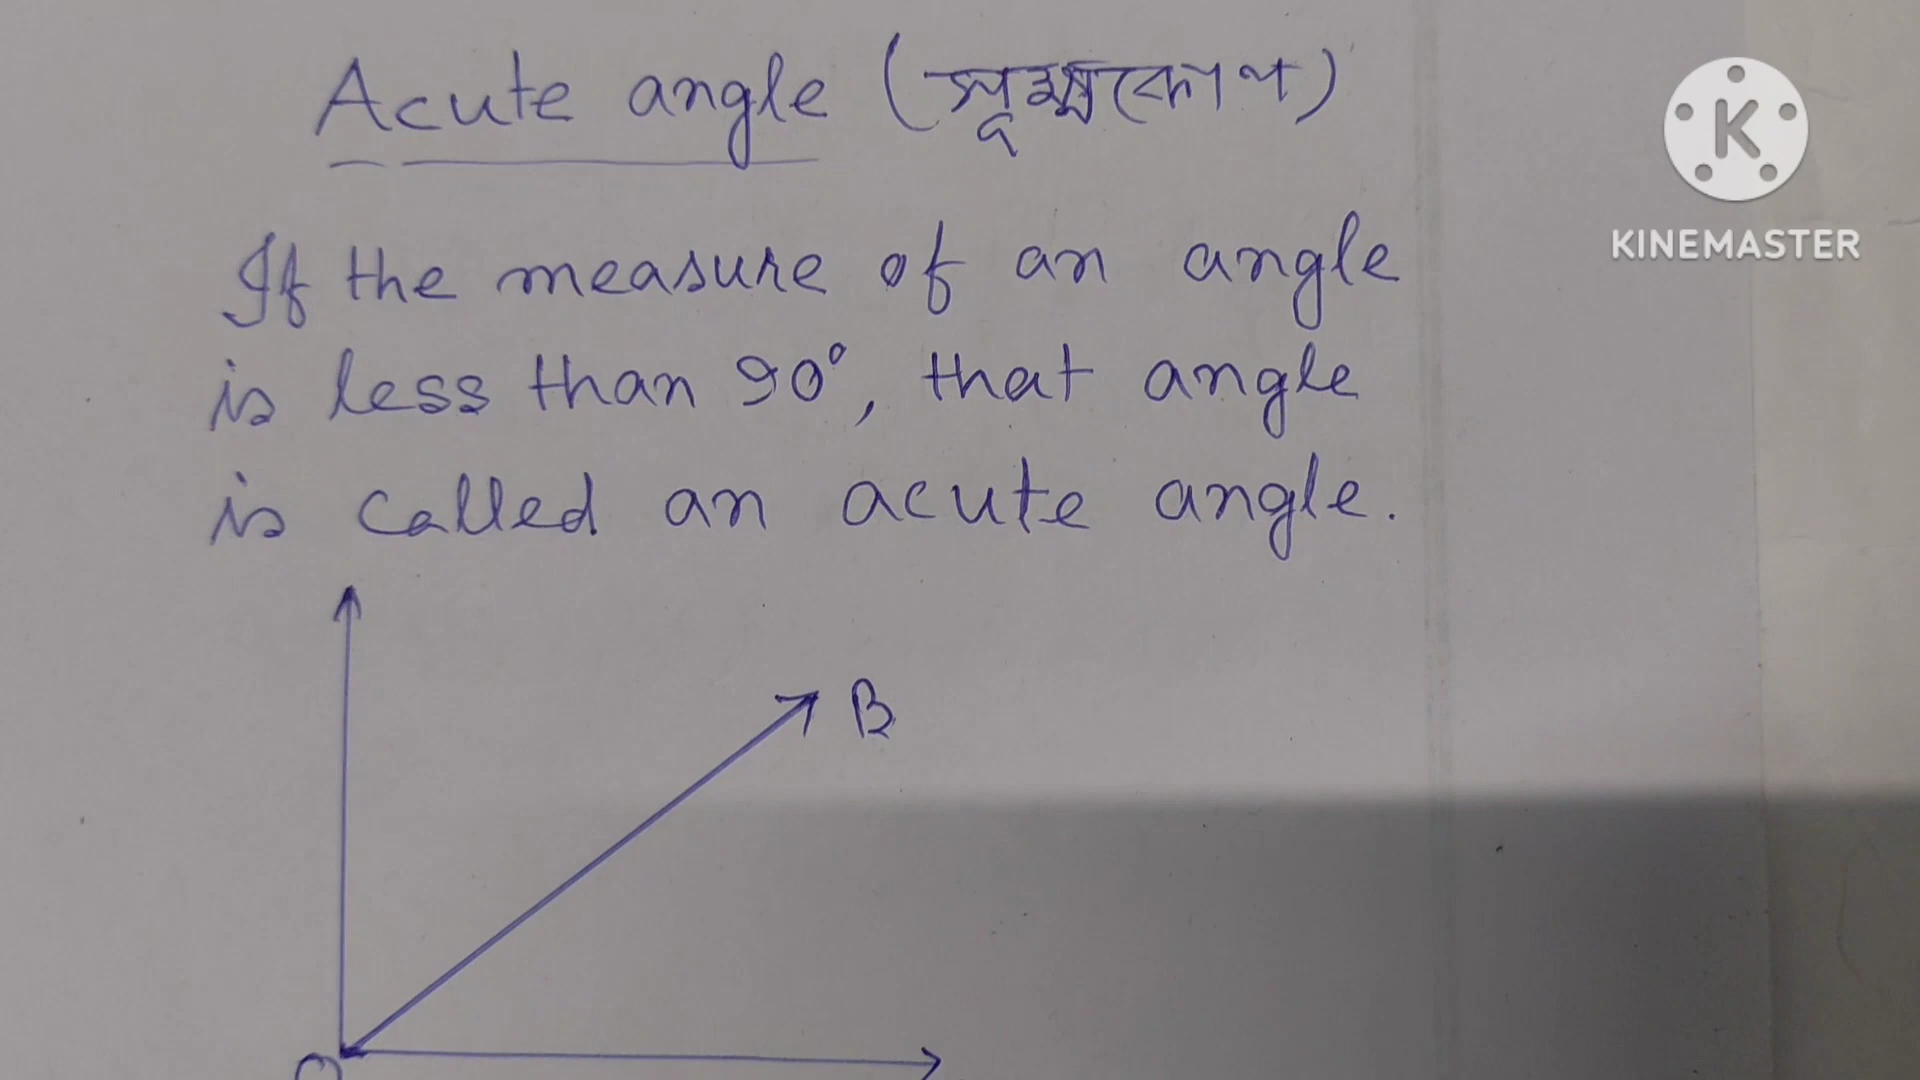 Acute angle (সূক্ষ্মকোণ)
K
KINEMASTER
If the measure of an angle
is less than 90°, that angle
is called an acute angle.
B
O